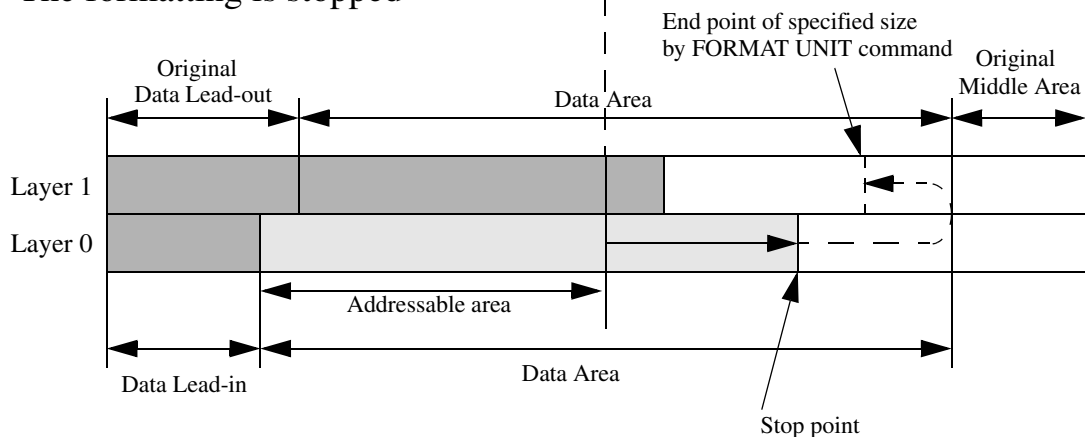 The formatting is stopped
End point of specified size
by FORMAT UNIT command
Original
Data Lead-out
Data Area
Original
Middle Area
Layer 1
Layer 0
Addressable area
Data Lead-in
Data Area
Stop point